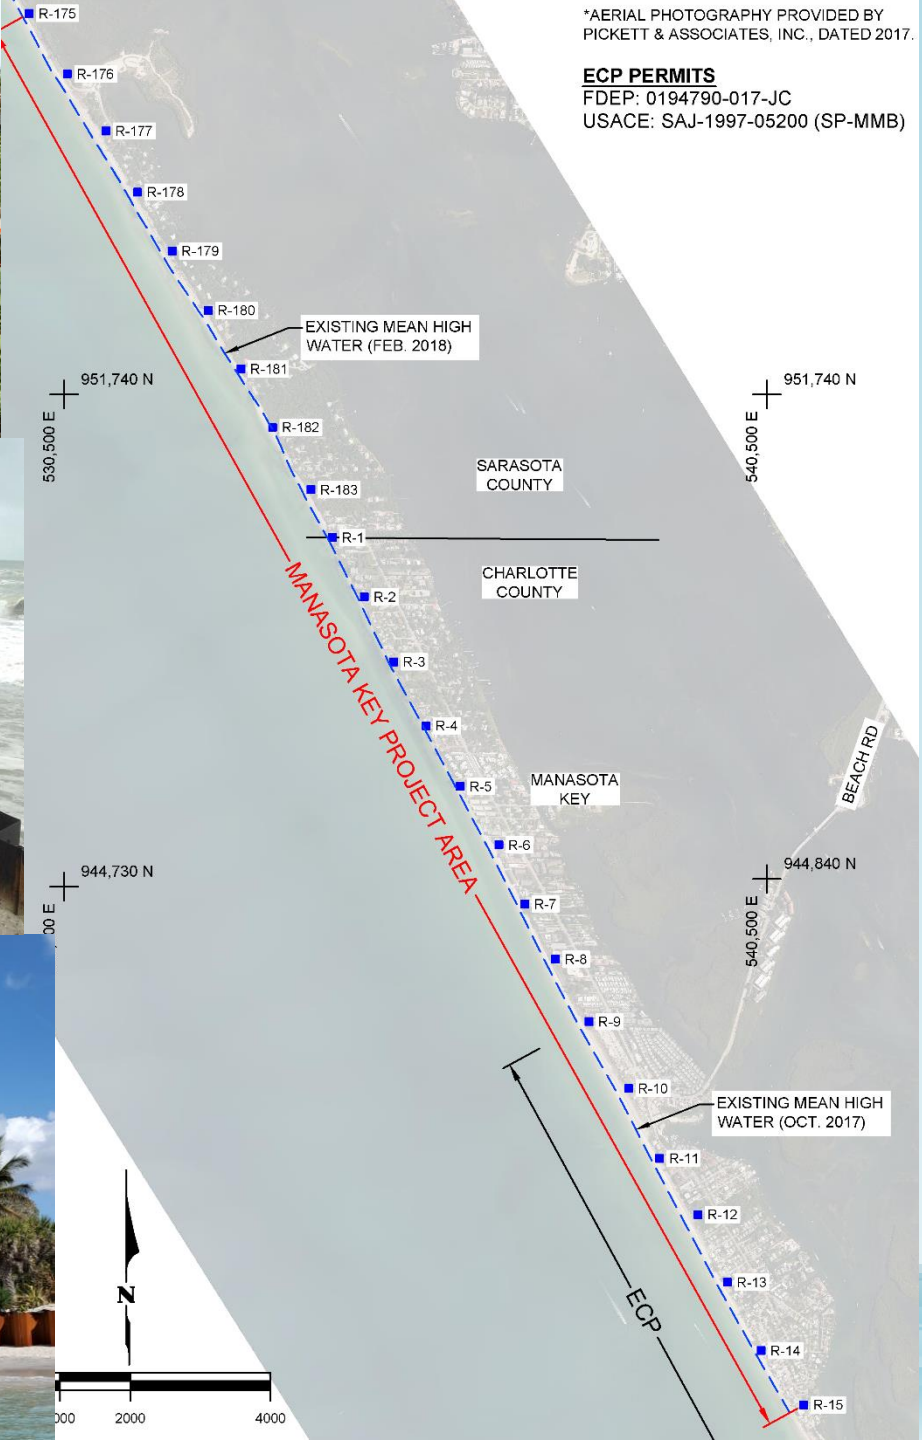 *AERIAL PHOTOGRAPHY PROVIDED BY
PICKETT & ASSOCIATES, INC., DATED 2017.
ECP PERMITS
FDEP: 0194790-017-JC
USACE: SAJ-1997-05200 (SP-MMB)
R-175
R-176
R-177
R-178
R-179
R-180
EXISTING MEAN HIGH
WATER (FEB. 2018)
R-181
951,740 N
530,500 E
951,740 N
540,500 E
R-182
SARASOTA
COUNTY
R-183
R-1
CHARLOTTE
COUNTY
R-2
MANASOTA KEY PROJECT AREA
R-3
R-4
BEACH RD
R-5
MANASOTA
KEY
R-6
944,730 N
00 E
944,840 N
540,500 E
R-7
R-8
R-9
R-10
EXISTING MEAN HIGH
WATER (OCT. 2017)
R-11
R-12
R-13
ECP
N
R-14
R-15
000 2000 4000